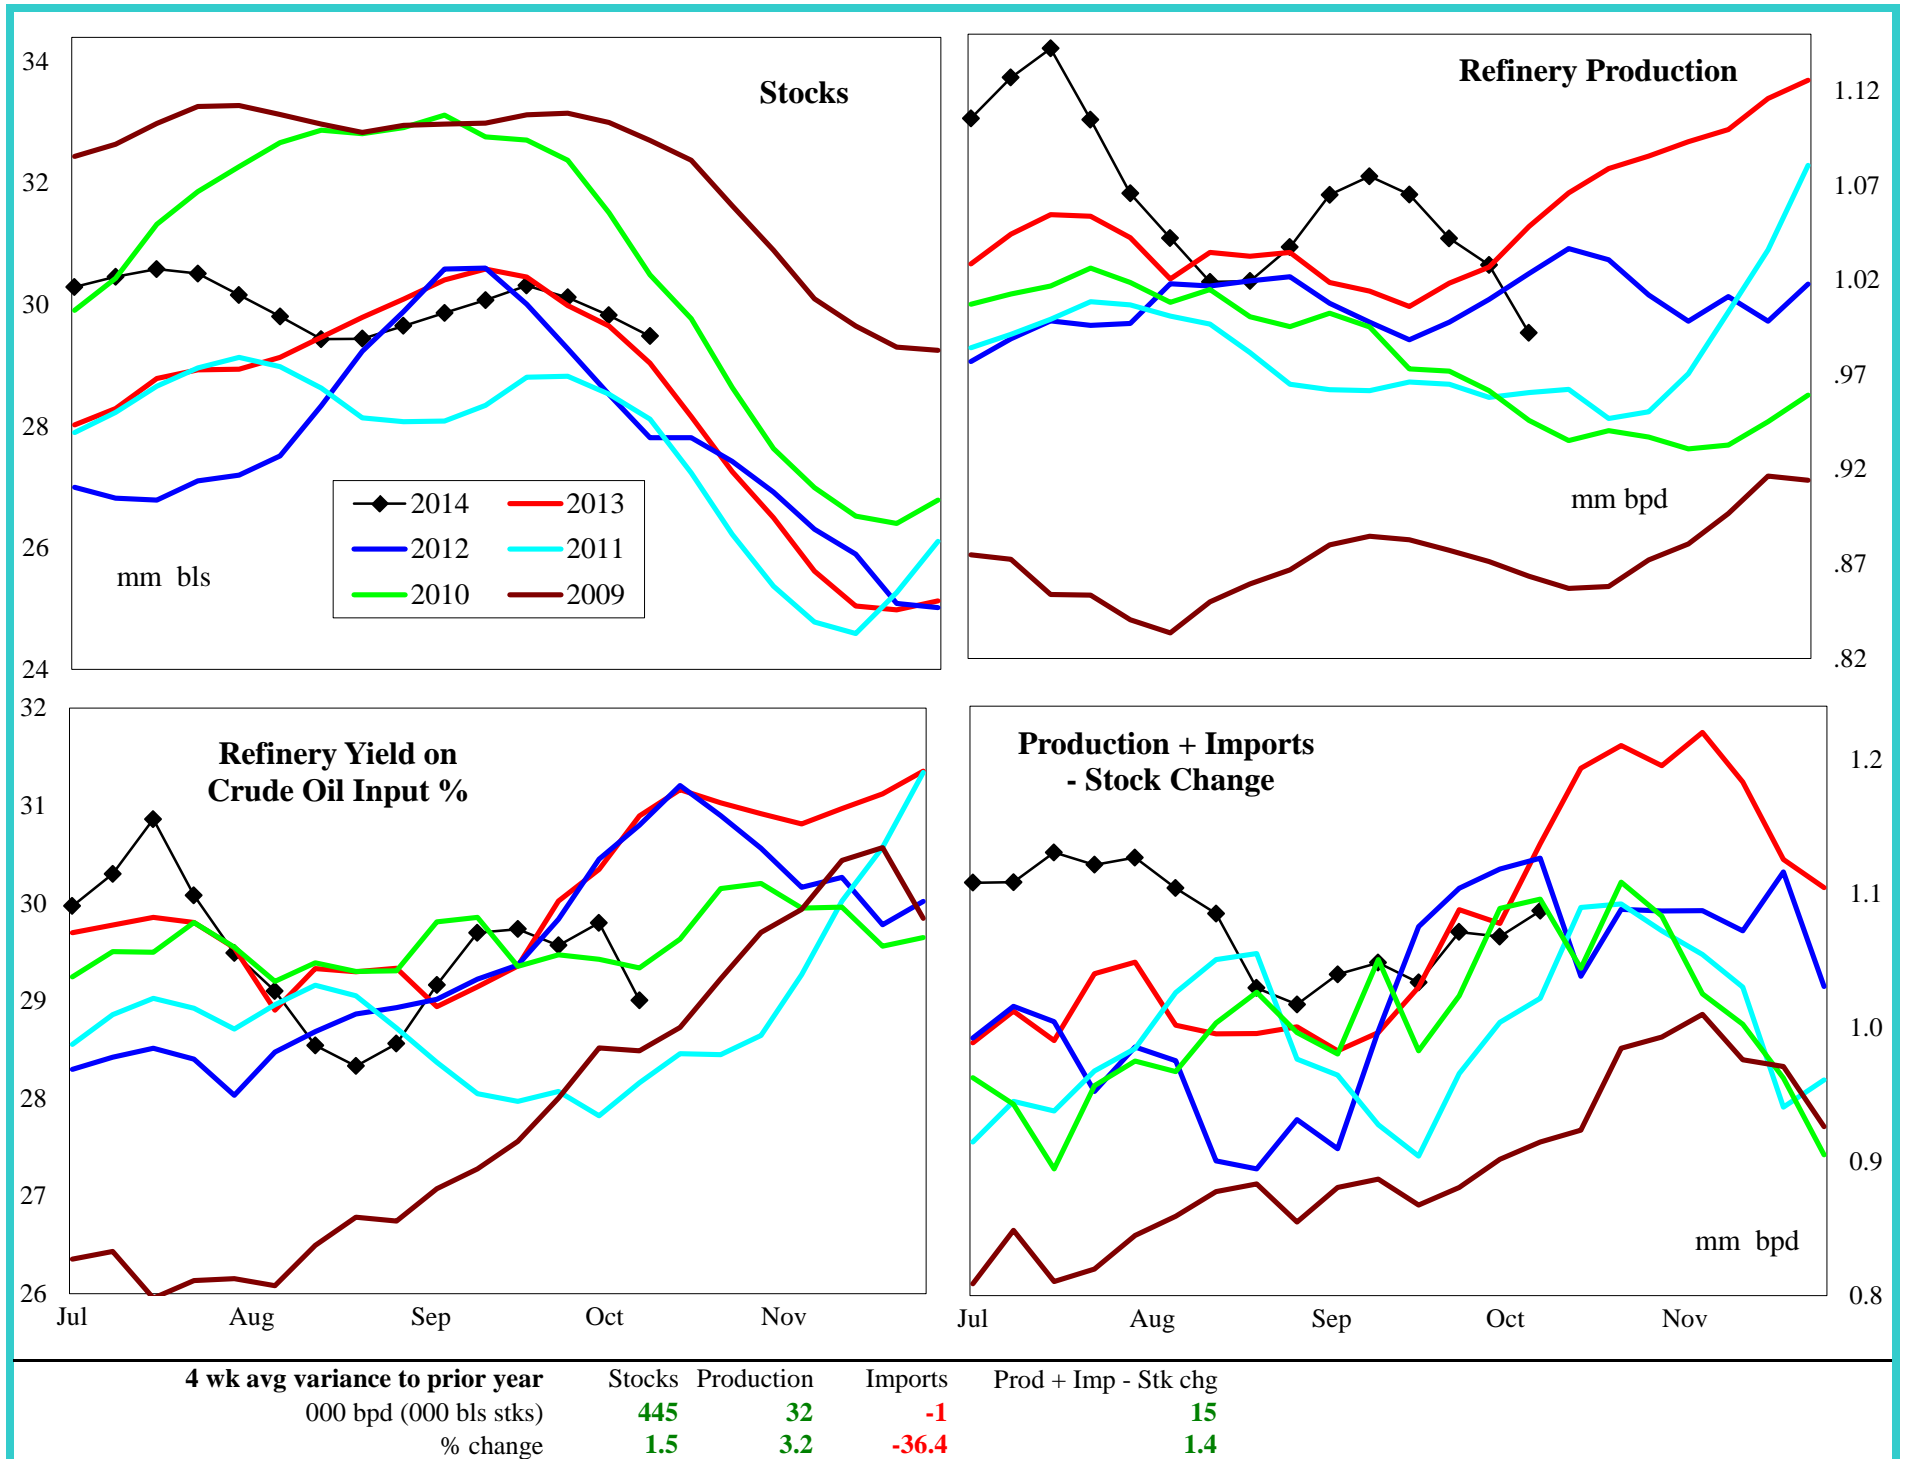 Stocks
34
32
30
28
26
24
mm bls
2014
2013
2012
2011
2010
2009
Refinery Production
1.12
1.07
1.02
.97
.92
.87
.82
mm bpd
Refinery Yield on
Crude Oil Input %
32
31
30
29
28
27
26
Jul
Aug
Sep
Oct
Nov
Production + Imports
- Stock Change
1.2
1.1
1.0
0.9
0.8
mm bpd
Jul
Aug
Sep
Oct
Nov
4 wk avg variance to prior year Stocks Production Imports Prod + Imp - Stk chg
000 bpd (000 bls stks) 445 32 -1 15
% change 1.5 3.2 -36.4 1.4